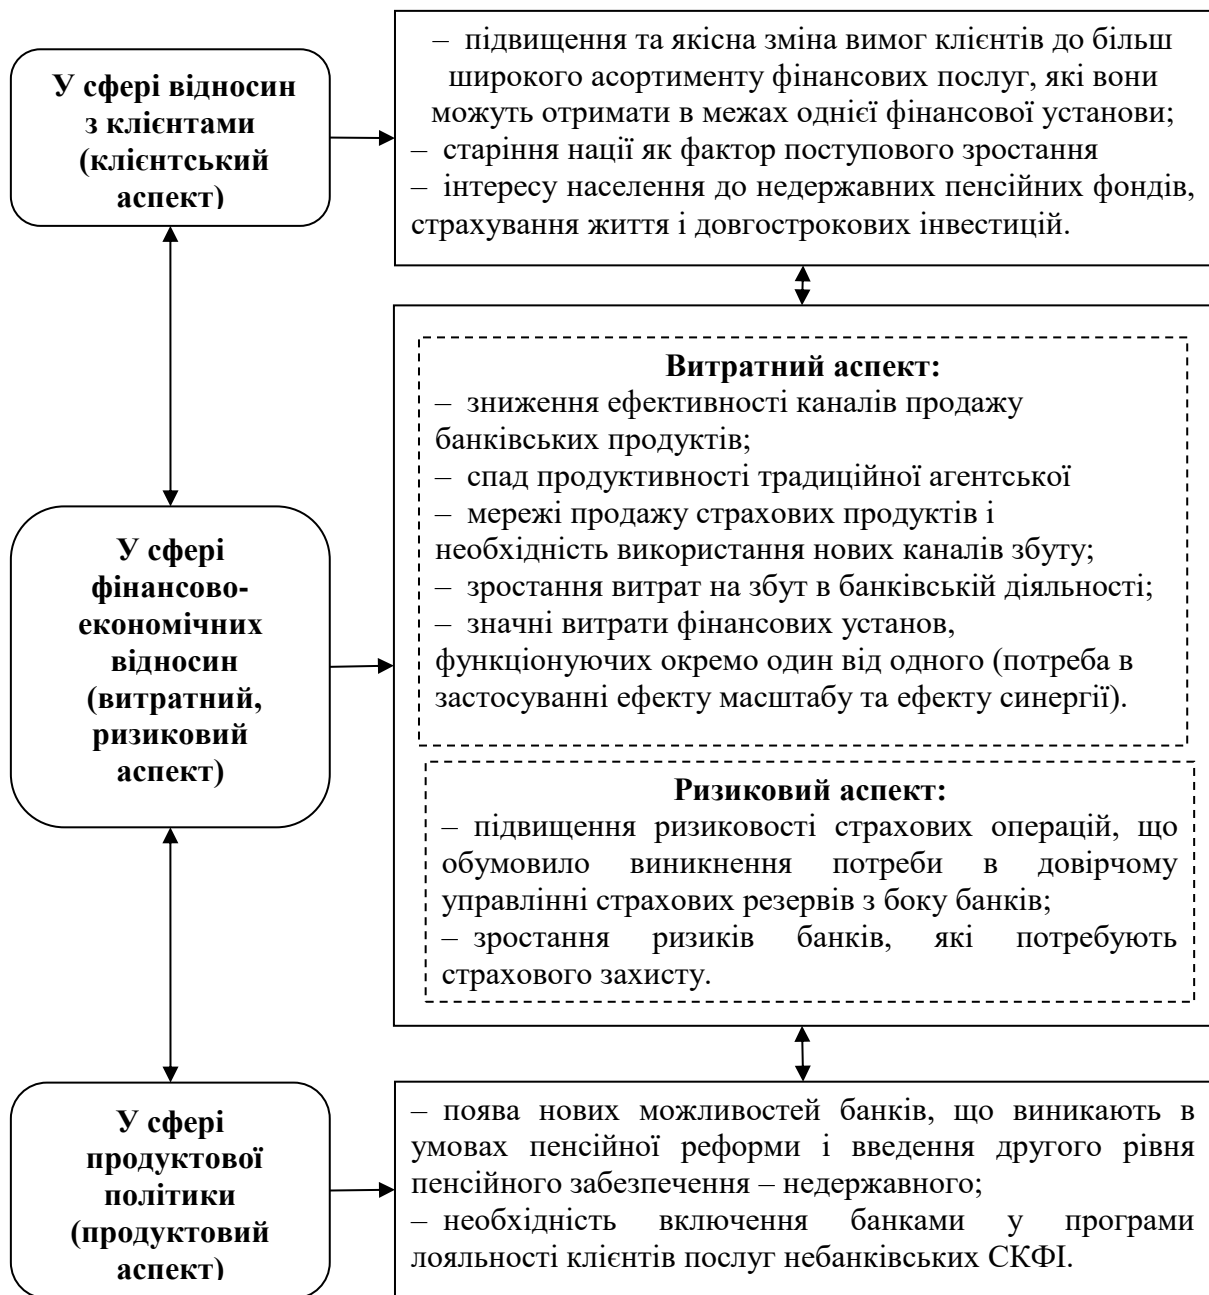 У сфері відносин
з клієнтами
(клієнтський
аспект)
– підвищення та якісна зміна вимог клієнтів до більш
широкого асортименту фінансових послуг, які вони
можуть отримати в межах однієї фінансової установи;
– старіння нації як фактор поступового зростання
– інтересу населення до недержавних пенсійних фондів,
страхування життя і довгострокових інвестицій.
У сфері
фінансово-
економічних
відносин
(витратний,
ризиковий
аспект)
Витратний аспект:
– зниження ефективності каналів продажу
банківських продуктів;
– спад продуктивності традиційної агентської
– мережі продажу страхових продуктів і
необхідність використання нових каналів збуту;
– зростання витрат на збут в банківській діяльності;
– значні витрати фінансових установ,
функціонуючих окремо один від одного (потреба в
застосуванні ефекту масштабу та ефекту синергії).
Ризиковий аспект:
– підвищення ризиковості страхових операцій, що
обумовило виникнення потреби в довірчому
управлінні страхових резервів з боку банків;
– зростання ризиків банків, які потребують
страхового захисту.
У сфері
продуктової
політики
(продуктовий
аспект)
– поява нових можливостей банків, що виникають в
умовах пенсійної реформи і введення другого рівня
пенсійного забезпечення – недержавного;
– необхідність включення банками у програми
лояльності клієнтів послуг небанківських СКФІ.